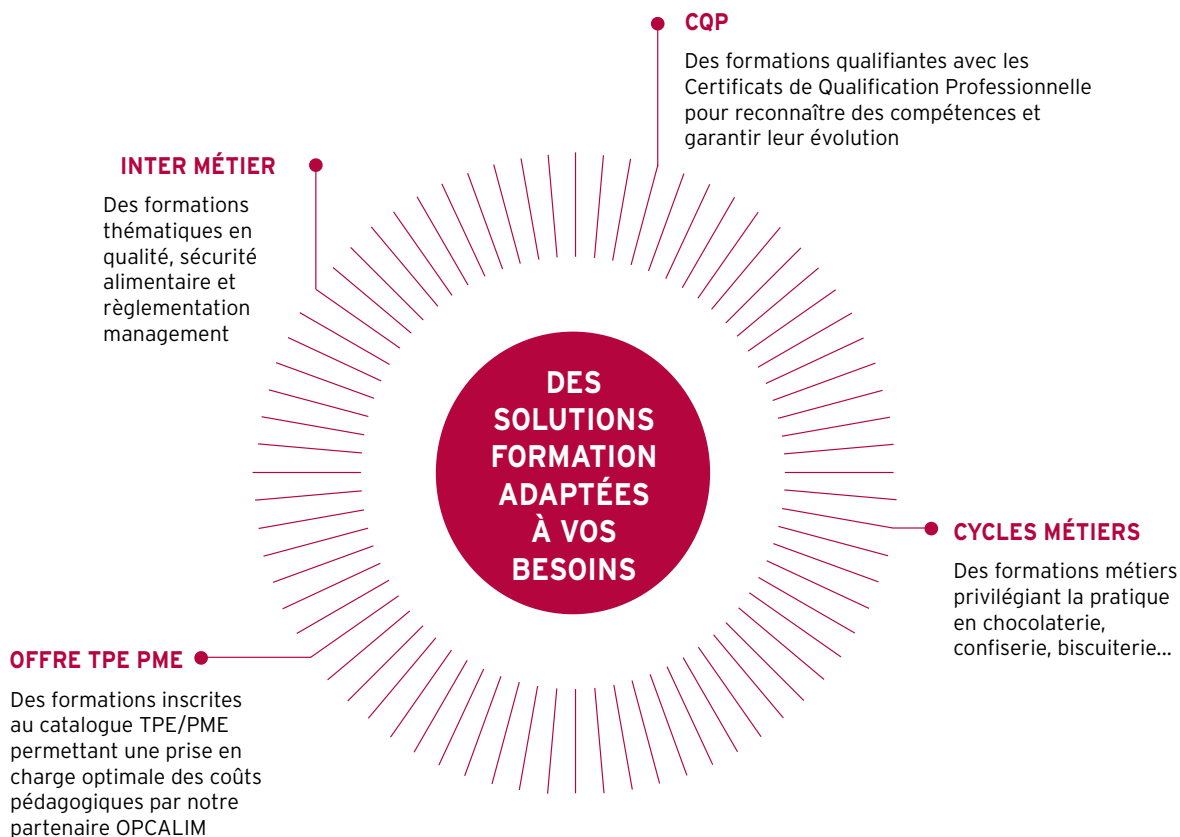 CQP
Des formations qualifiantes avec les
Certificats de Qualification Professionnelle
pour reconnaître des compétences et
garantir leur évolution
INTER MÉTIER
Des formations
thématiques en
qualité, sécurité
alimentaire et
règlementation
management
DES
SOLUTIONS
FORMATION
ADAPTÉES
À VOS
BESOINS
CYCLES MÉTIERS
Des formations métiers
privilégiant la pratique
en chocolaterie,
confiserie, biscuiterie...
OFFRE TPE PME
Des formations inscrites
au catalogue TPE/PME
permettant une prise en
charge optimale des coûts
pédagogiques par notre
partenaire OPCALIM